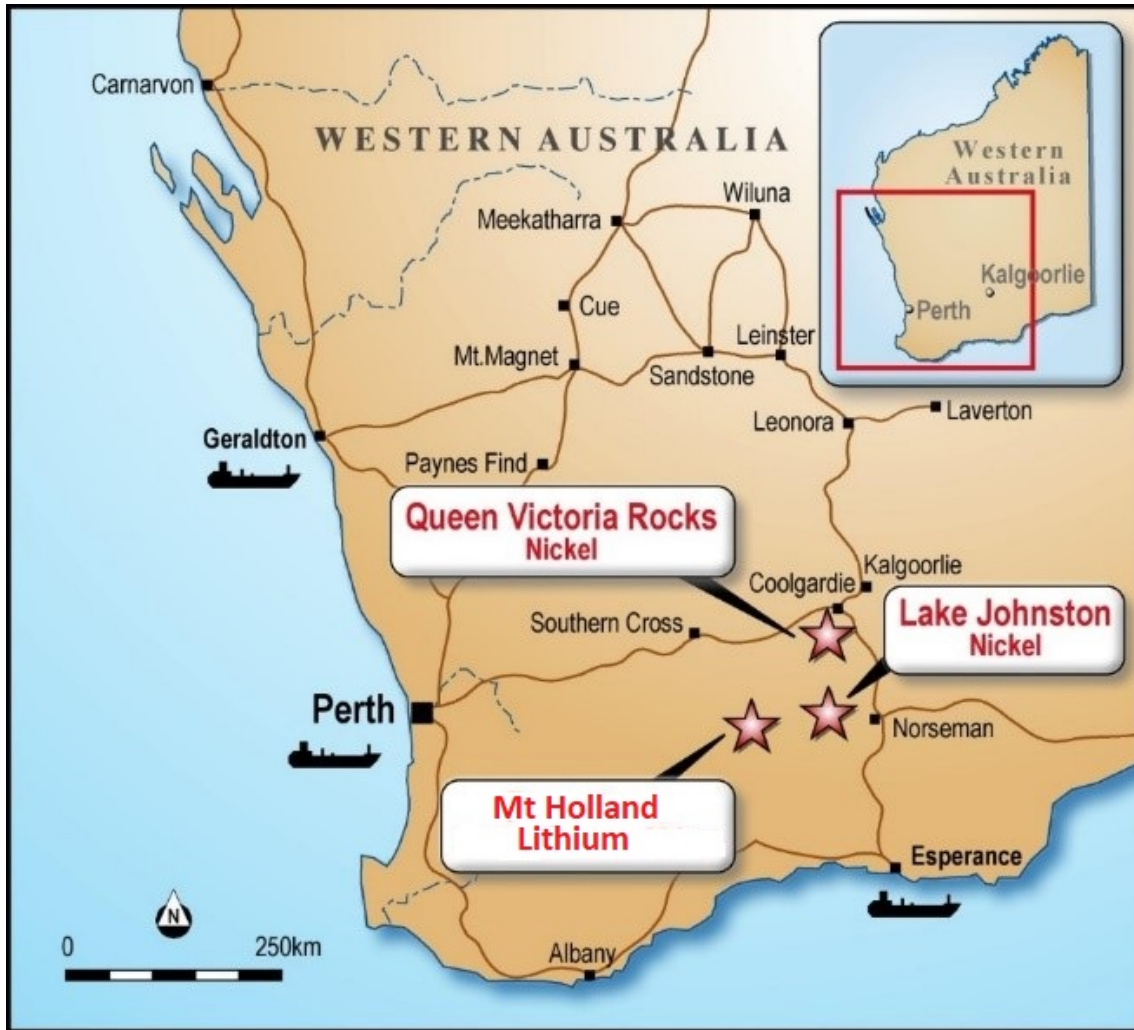 Carnarvon
WESTERN AUSTRALIA
Western
Australia
Kalgoorlie
Perth
Wiluna
Meekatharra
Cue
Mt.Magnet
Leinster
Sandstone
Laverton
Leonora
Geraldton
Paynes Find
Queen Victoria Rocks
Nickel
Kalgoorlie
Coolgardie
Lake Johnston
Nickel
Southern Cross
Perth
Norseman
Mt Holland
Lithium
Esperance
N
0 250km
Albany